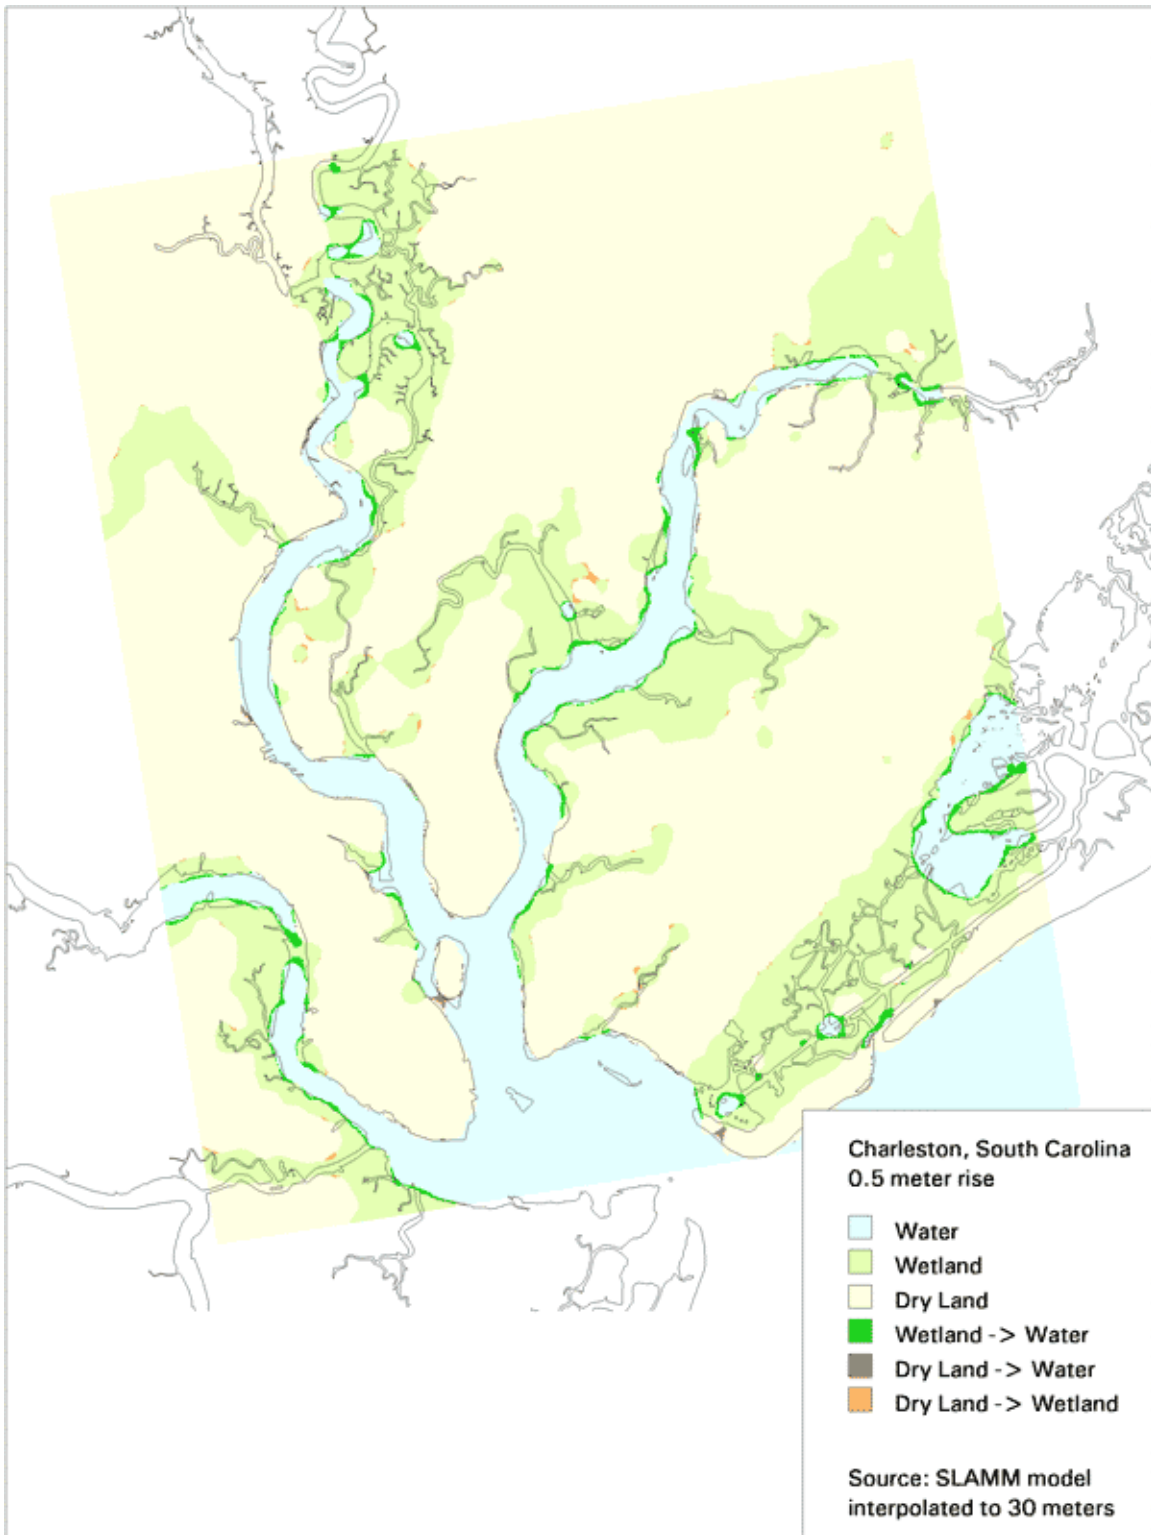 Charleston, South Carolina
0.5 meter rise
Water
Wetland
Dry Land
Wetland -> Water
Dry Land -> Water
Dry Land -> Wetland
Source: SLAMM model
interpolated to 30 meters